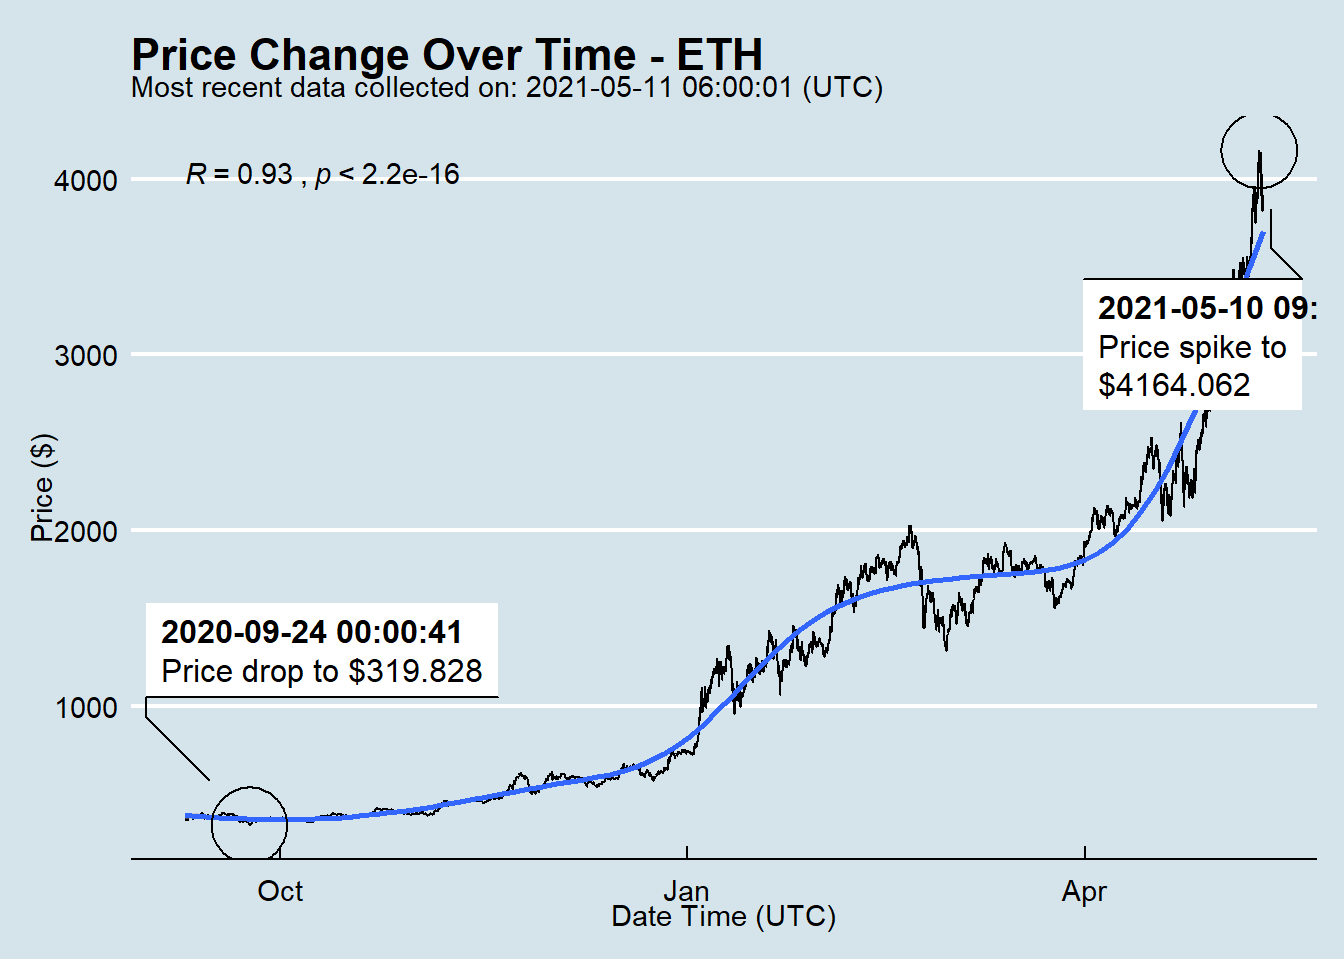 Price Change Over Time - ETH
Most recent data collected on: 2021-05-11 06:00:01 (UTC)
R = 0.93 , p < 2.2e-16
4000
3000
2000
1000
Price ($)
2021-05-10 09:
Price spike to
$4164.062
2020-09-24 00:00:41
Price drop to $319.828
Oct
Jan
Apr
Date Time (UTC)